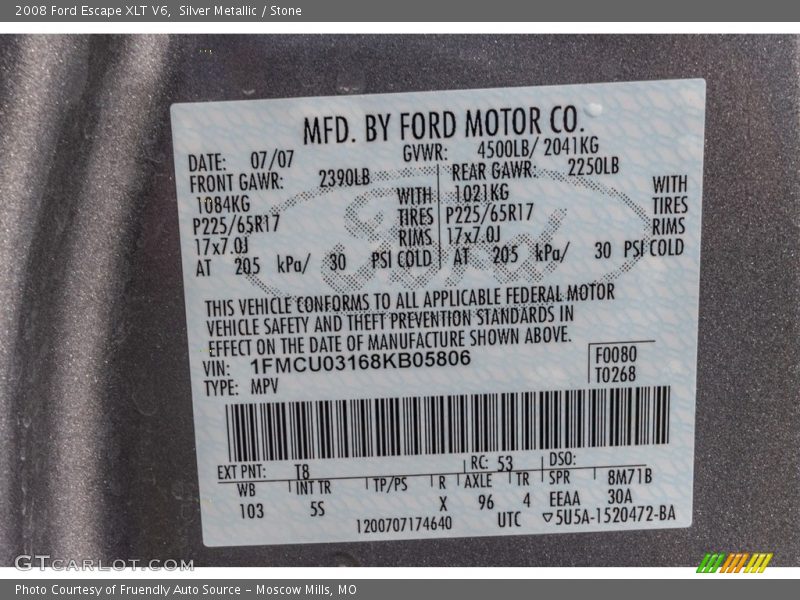 2008 Ford Escape XLT V6, Silver Metallic / Stone
MFD. BY FORD MOTOR CO.
DATE: 07/07 GVWR: 4500LB/ 2041KG
FRONT GAWR: 2390LB REAR GAWR: 2250LB
1084KG WITH 1021KG WITH
P225/65R17 TIRES P225/65R17 TIRES
17x7.0J RIMS 17x7.0J RIMS
AT 205 kPa/ 30 PSI COLD AT 205 kPa/ 30 PSI COLD
Ford
THIS VEHICLE CONFORMS TO ALL APPLICABLE FEDERAL MOTOR
VEHICLE SAFETY AND THEFT PREVENTION STANDARDS IN
EFFECT ON THE DATE OF MANUFACTURE SHOWN ABOVE.
VIN: 1FMCU03168KB05806 F0080
TYPE: MPV T0268
EXT PNT: T8 RC: 53 DSO:
WB INT TR TP/PS R AXLE TR SPR 8M71B
103 5S X 96 4 EEAA 30A
1200707174640 UTC ▽5U5A-1520472-BA
GTCARLOT.COM
Photo Courtesy of Fruendly Auto Source – Moscow Mills, MO